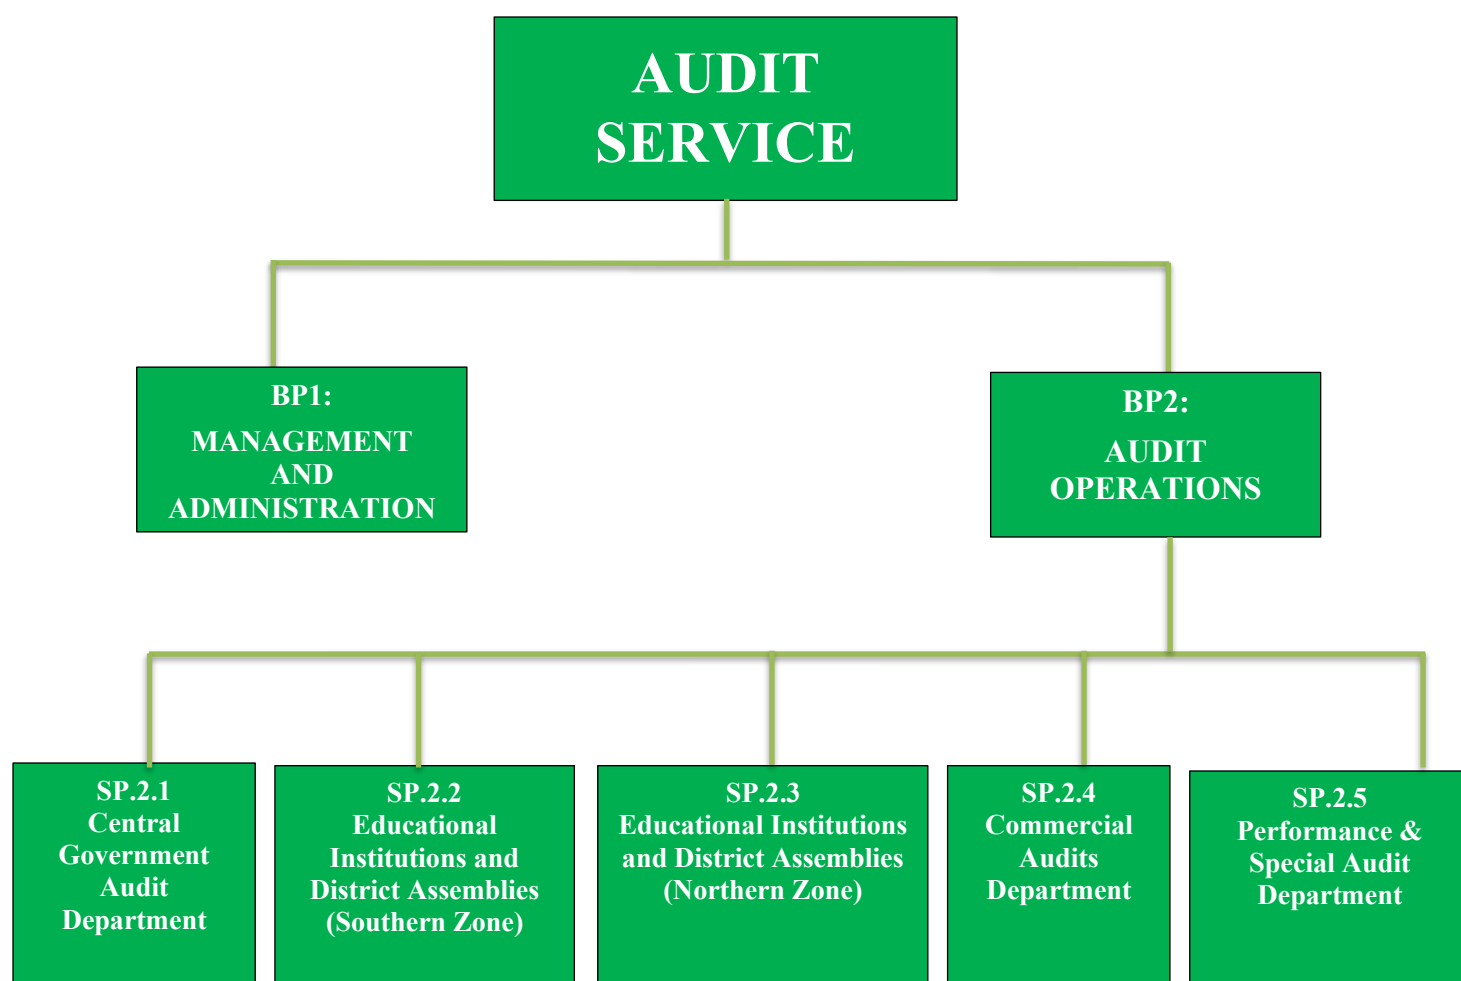 AUDIT
SERVICE
BP1:
MANAGEMENT
AND
ADMINISTRATION
BP2:
AUDIT
OPERATIONS
SP.2.1
Central
Government
Audit
Department
SP.2.2
Educational
Institutions and
District Assemblies
(Southern Zone)
SP.2.3
Educational Institutions
and District Assemblies
(Northern Zone)
SP.2.4
Commercial
Audits
Department
SP.2.5
Performance &
Special Audit
Department